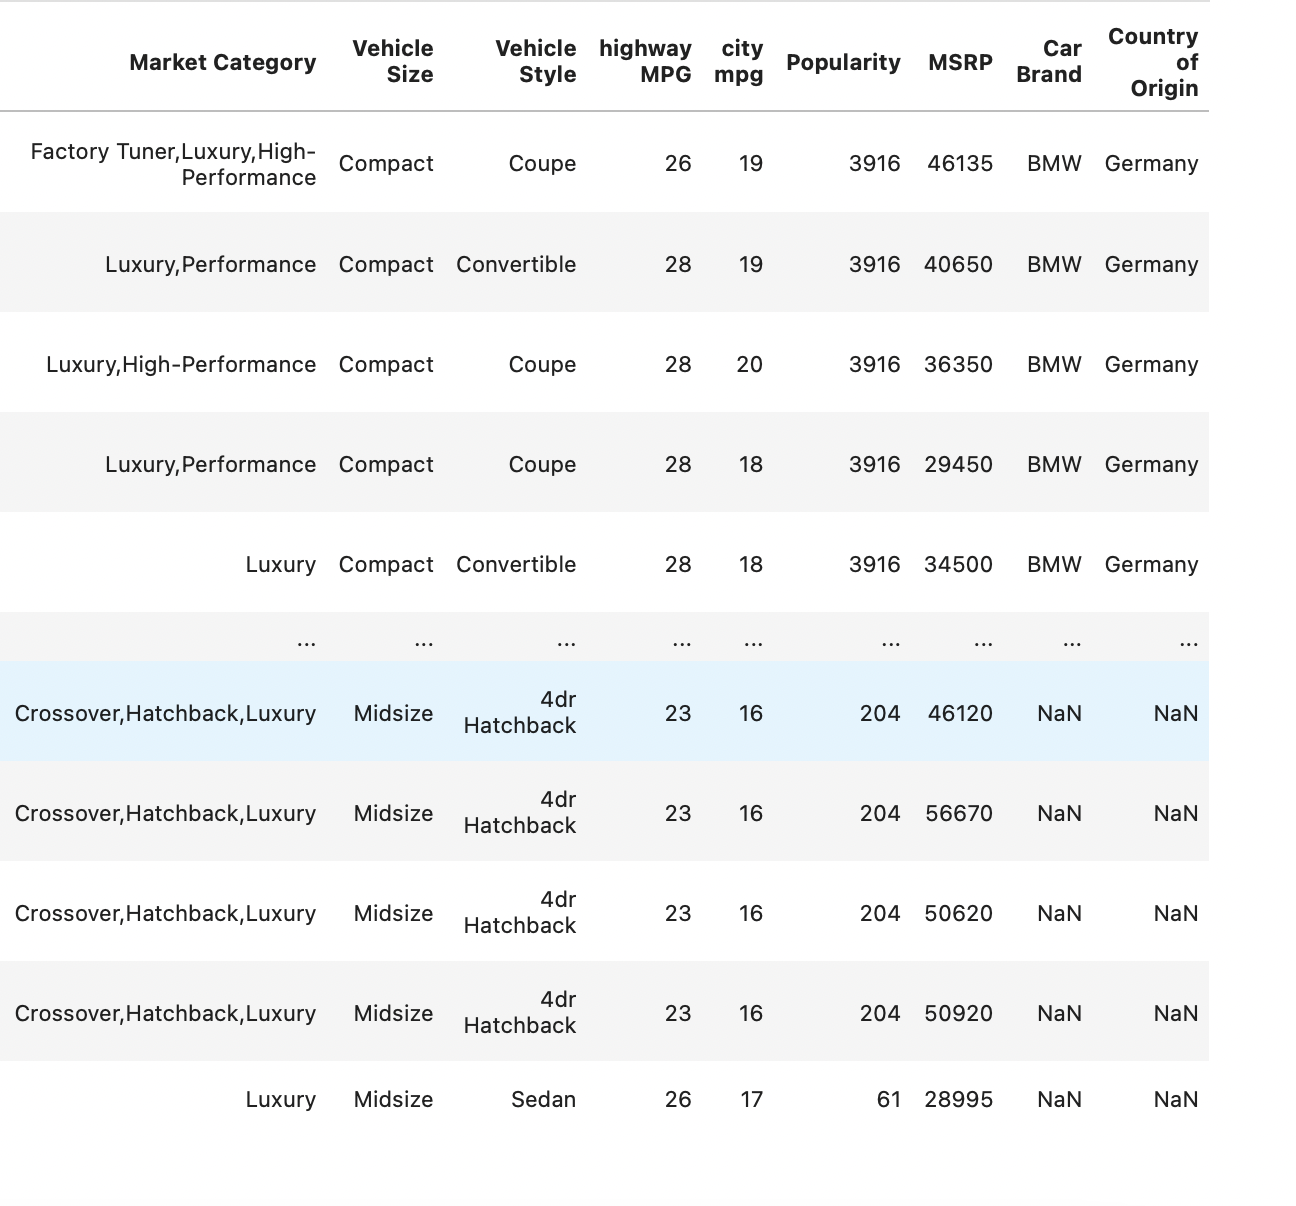 Market Category Vehicle Size Vehicle Style highway MPG city mpg Popularity MSRP Car Brand Country of Origin
Factory Tuner,Luxury,High-Performance Compact Coupe 26 19 3916 46135 BMW Germany
Luxury,Performance Compact Convertible 28 19 3916 40650 BMW Germany
Luxury,High-Performance Compact Coupe 28 20 3916 36350 BMW Germany
Luxury,Performance Compact Coupe 28 18 3916 29450 BMW Germany
Luxury Compact Convertible 28 18 3916 34500 BMW Germany
... ... ... ... ... ... ... ... ...
Crossover,Hatchback,Luxury Midsize 4dr Hatchback 23 16 204 46120 NaN NaN
Crossover,Hatchback,Luxury Midsize 4dr Hatchback 23 16 204 56670 NaN NaN
Crossover,Hatchback,Luxury Midsize 4dr Hatchback 23 16 204 50620 NaN NaN
Crossover,Hatchback,Luxury Midsize 4dr Hatchback 23 16 204 50920 NaN NaN
Luxury Midsize Sedan 26 17 61 28995 NaN NaN